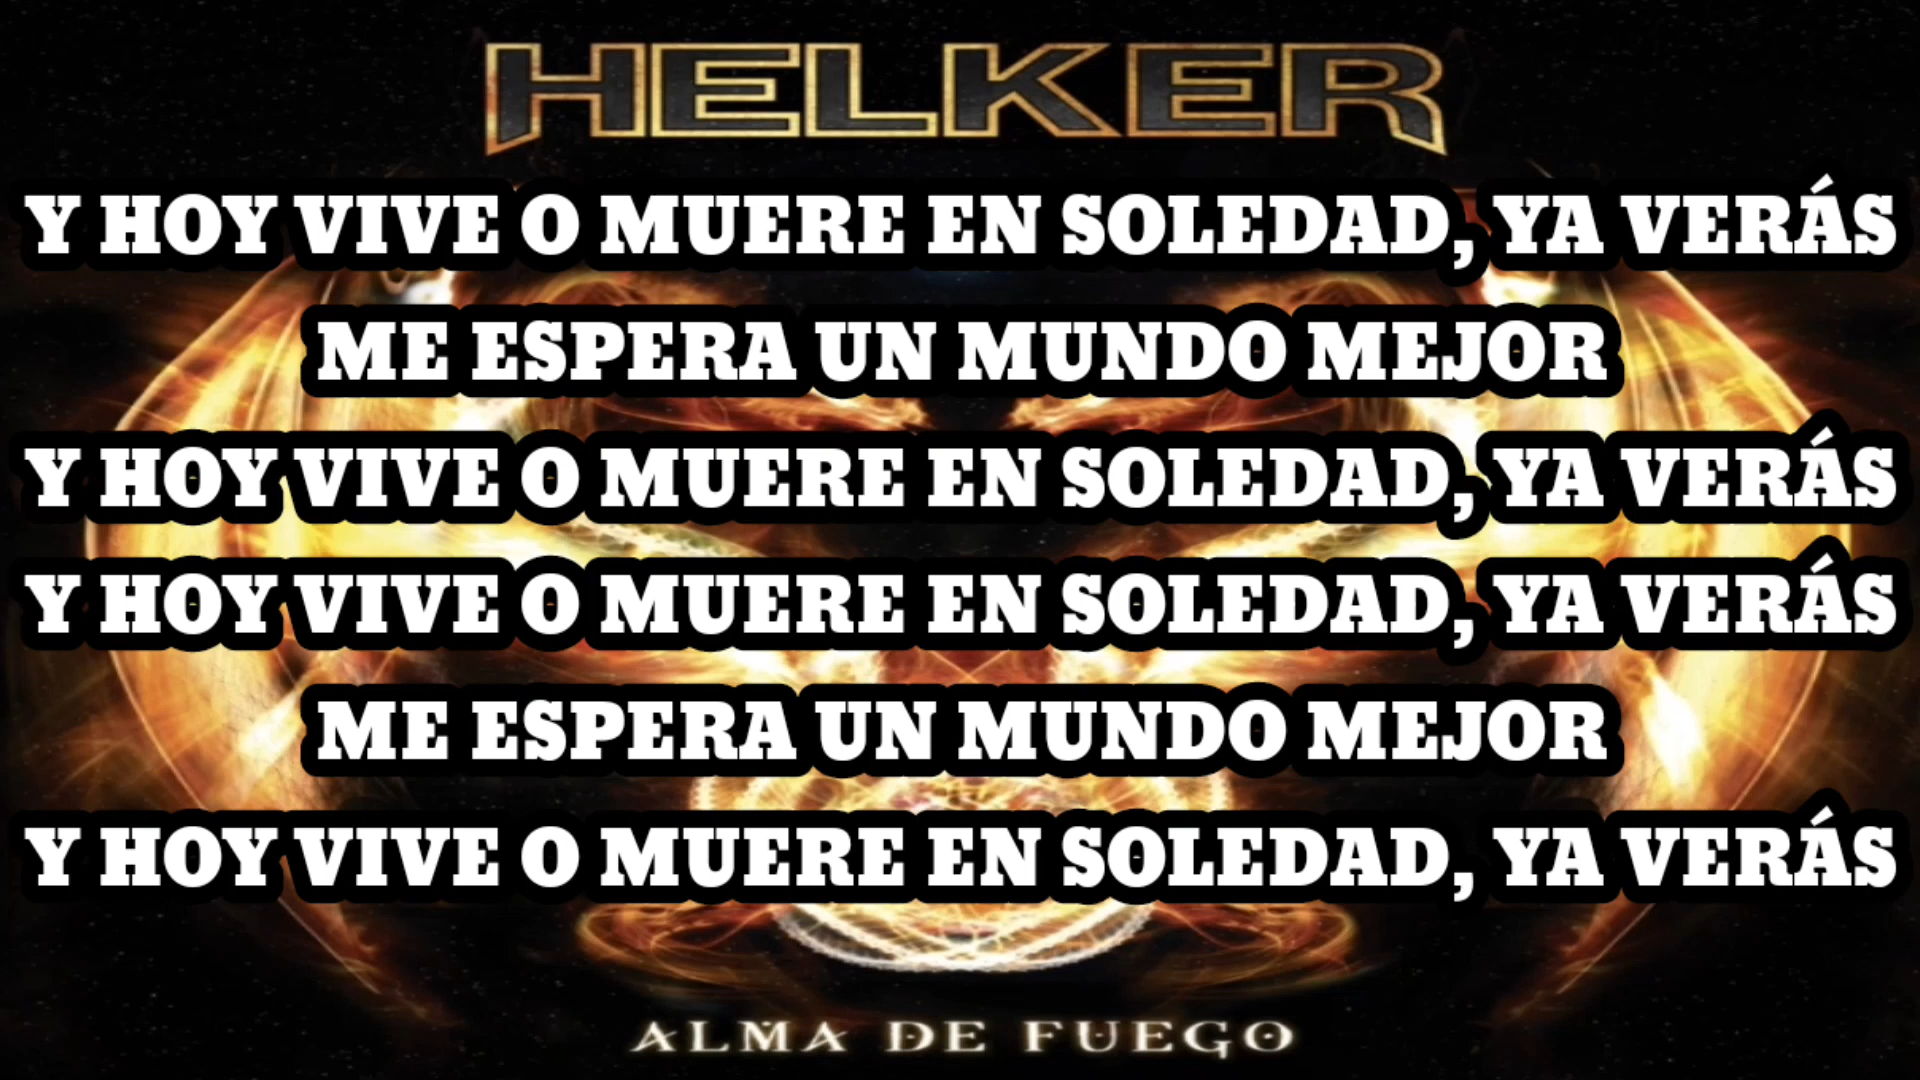 HELKER
Y HOY VIVE O MUERE EN SOLEDAD, YA VERÁS
ME ESPERA UN MUNDO MEJOR
Y HOY VIVE O MUERE EN SOLEDAD, YA VERÁS
Y HOY VIVE O MUERE EN SOLEDAD, YA VERÁS
ME ESPERA UN MUNDO MEJOR
Y HOY VIVE O MUERE EN SOLEDAD, YA VERÁS
ALMA DE FUEGO